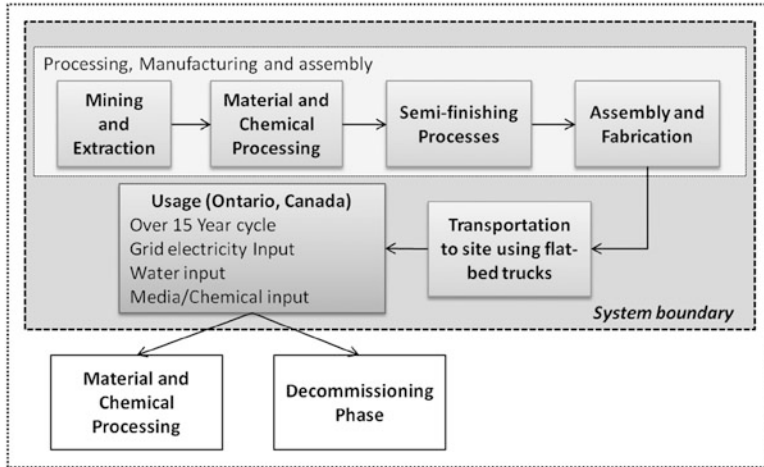 Processing, Manufacturing and assembly
Mining
and
Extraction
Material and
Chemical
Processing
Semi-finishing
Processes
Assembly and
Fabrication
Usage (Ontario, Canada)
Over 15 Year cycle
Grid electricity Input
Water input
Media/Chemical input
Transportation
to site using flat-
bed trucks
System boundary
Material and
Chemical
Processing
Decommissioning
Phase